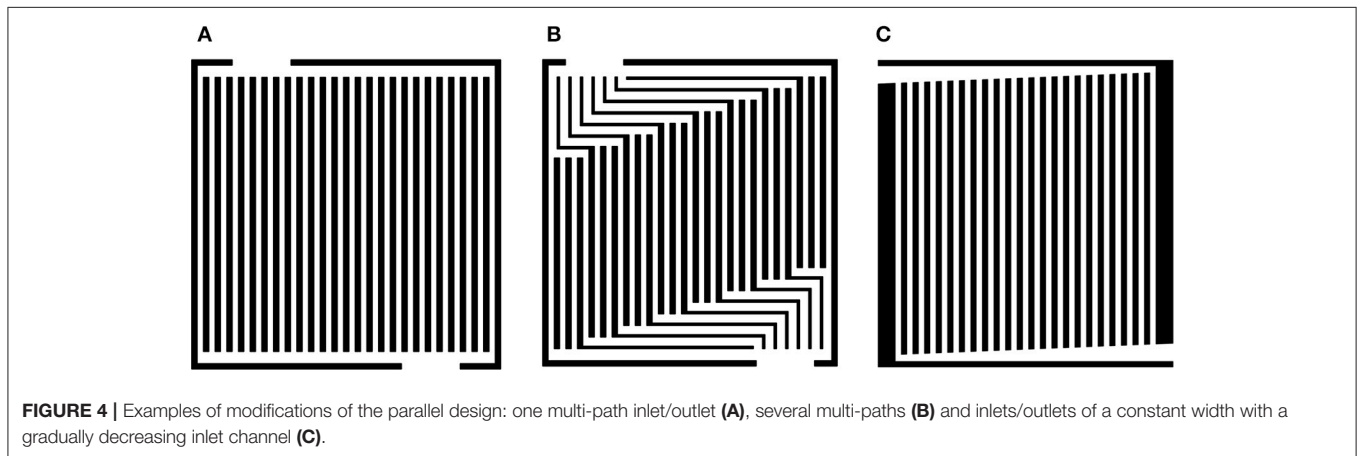 A
B
C
FIGURE 4 | Examples of modifications of the parallel design: one multi-path inlet/outlet (A), several multi-paths (B) and inlets/outlets of a constant width with a
gradually decreasing inlet channel (C).